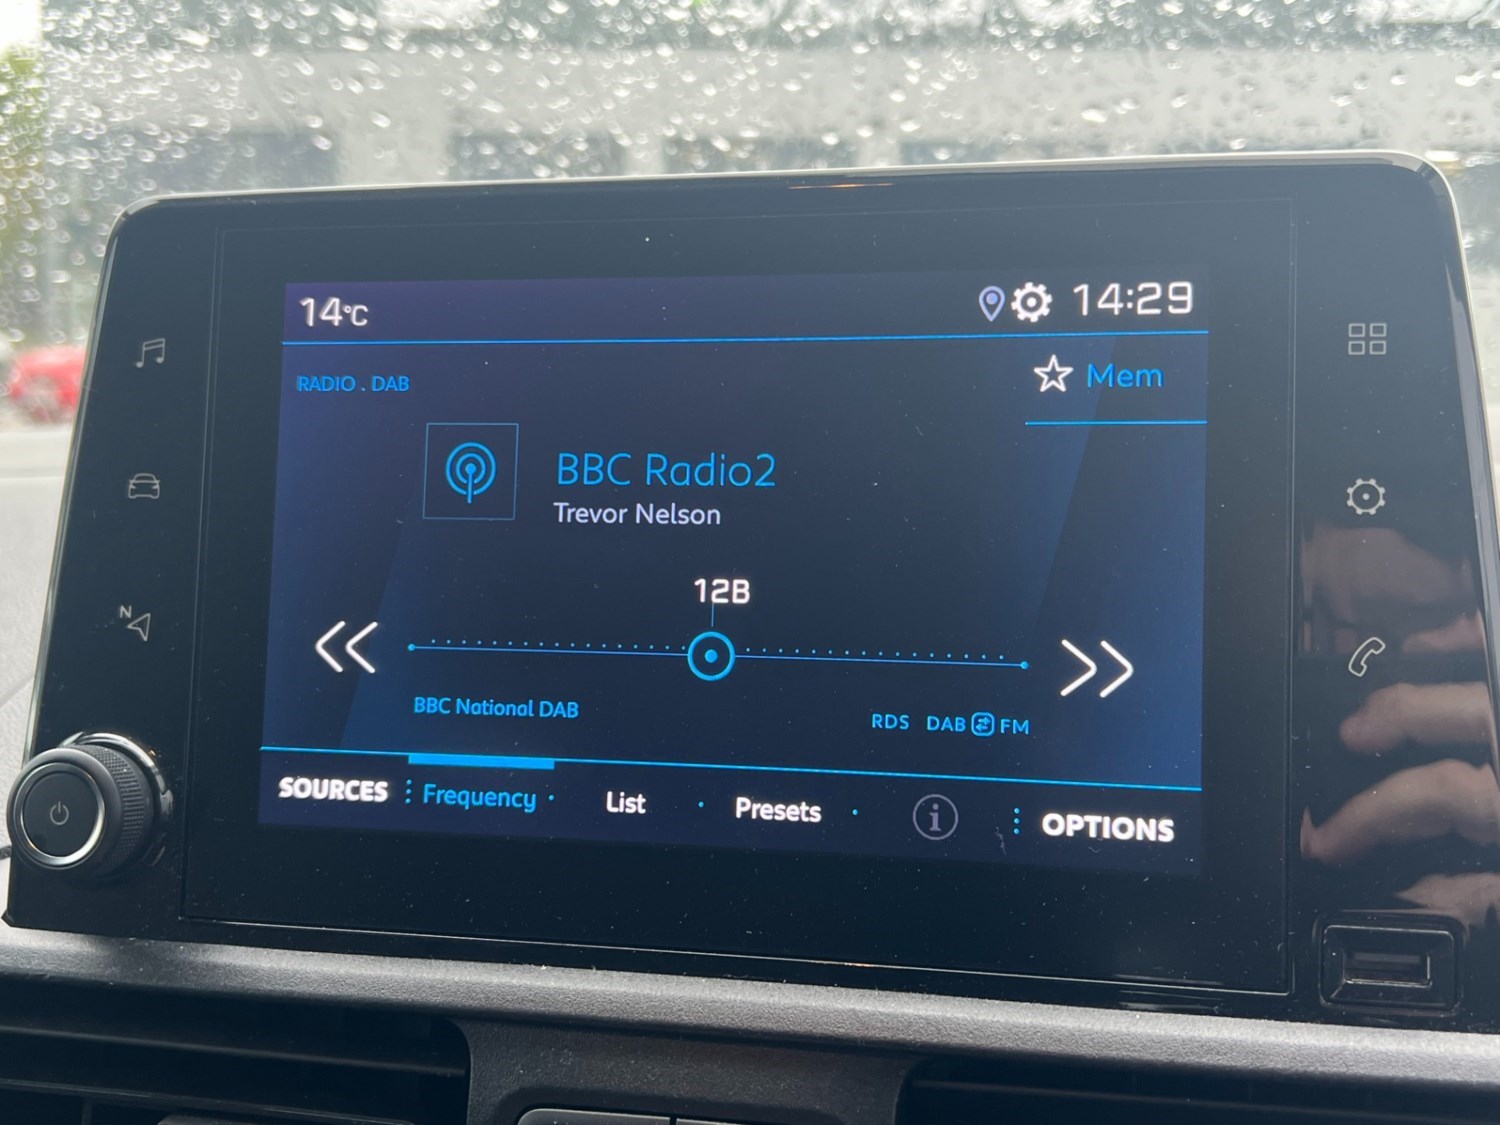 14°C 14:29
RADIO . DAB
Mem
BBC Radio2
Trevor Nelson
12B
BBC National DAB
RDS DAB FM
SOURCES Frequency List Presets i OPTIONS
N